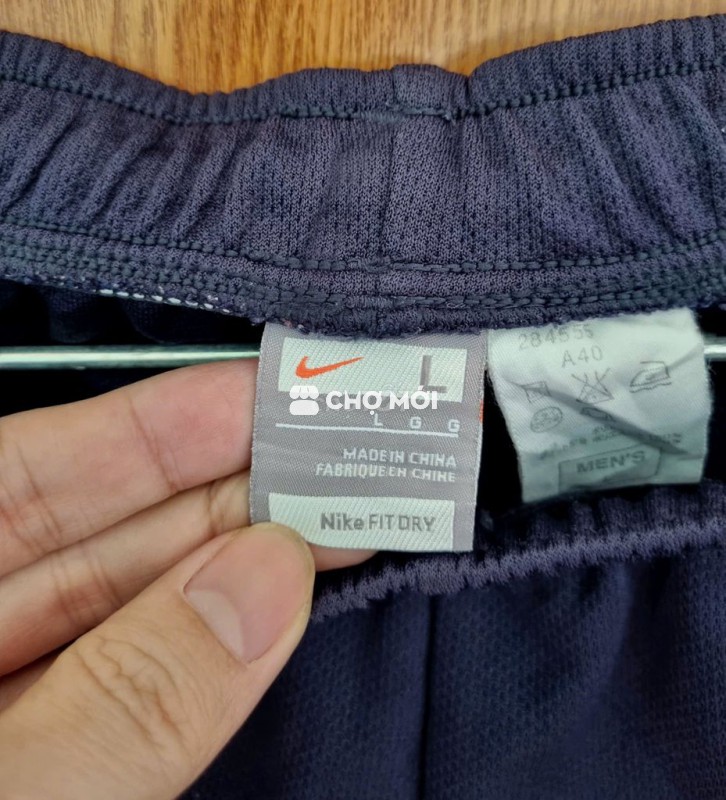 L
CHỢ MỚI
L G G
MADE IN CHINA
FABRIQUE EN CHINE
Nike FIT DRY
284555
A40
MEN'S